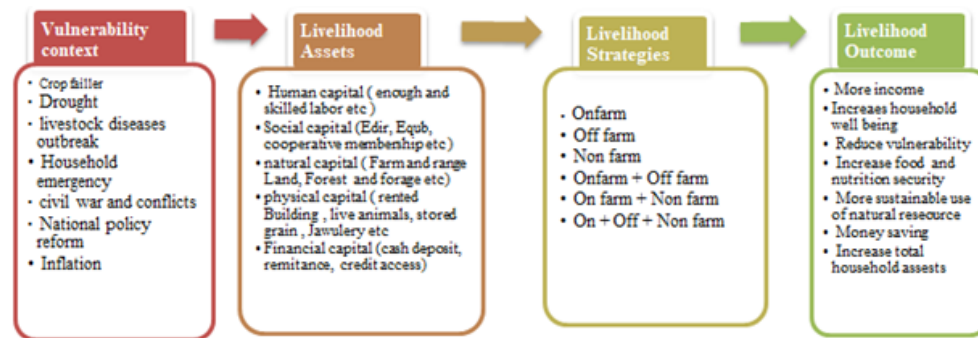 Vulnerability
context
· Crop failler
· Drought
· livestock diseases
outbreak
• Household
emergency
• civil war and conflicts
• National policy
reform
• Inflation
Livelihood
Assets
• Human capital ( enough and
skilled labor etc )
• Social capital (Edir, Equb,
cooperative membership etc)
• natural capital ( Farm and range
Land, Forest and forage etc)
• physical capital ( rented
Building , live animals, stored
grain , Jawulery etc
• Financial capital (cash deposit,
remitance, credit access)
Livelihood
Strategies
. Onfarm
• Off farm
• Non farm
• Onfarm + Off farm
• On farm + Non farm
• On + Off + Non farm
Livelihood
Outcome
• More income
•Increaes household
well being
• Reduce vulnerability
• Increase food and
nutrition security
• More sustainable use
of natural reseource
• Money saving
• Increase total
household assests